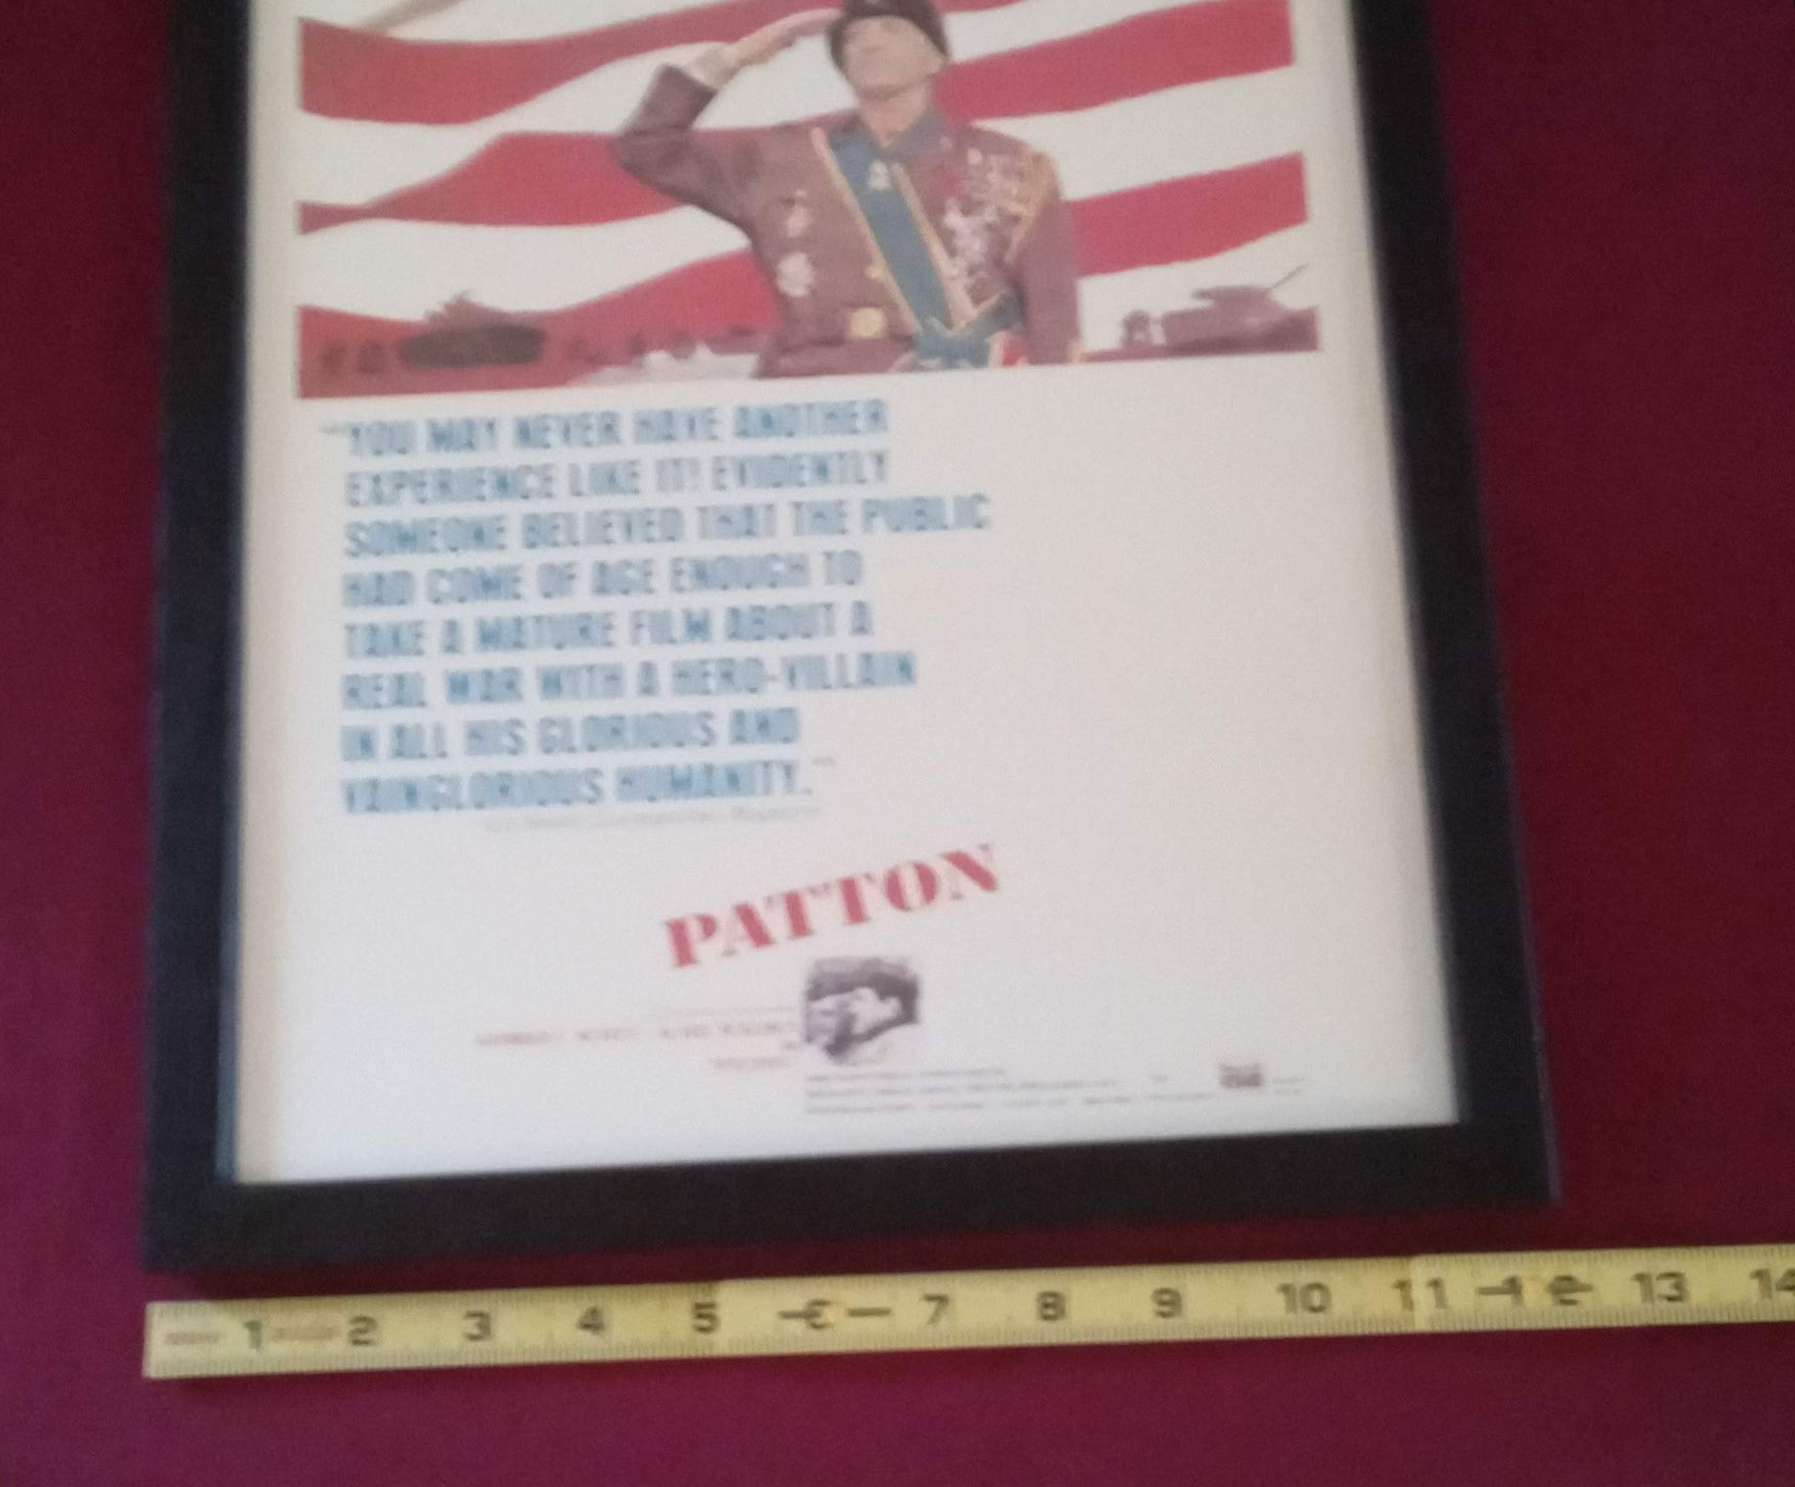 "YOU MAY NEVER HAVE ANOTHER
EXPERIENCE LIKE IT! EVIDENTLY
SOMEONE BELIEVED THAT THE PUBLIC
HAD COME OF AGE ENOUGH TO
TAKE A MATURE FILM ABOUT A
REAL WAR WITH A HERO-VILLAIN
IN ALL HIS GLORIOUS AND
VAINGLORIOUS HUMANITY."
PATTON
1 2 3 4 5 7 8 9 10 11 13 14